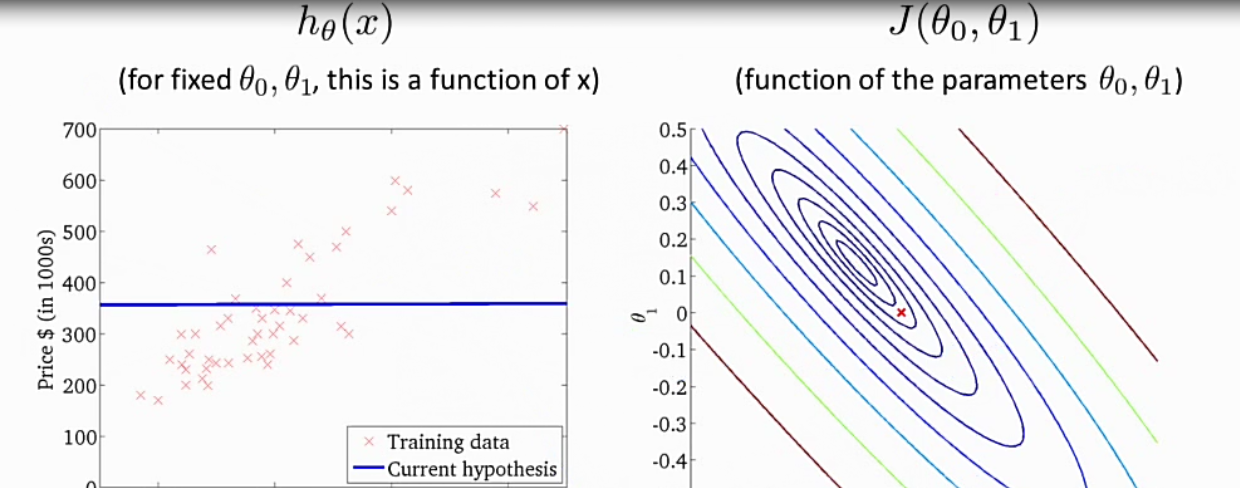 hθ(x)
(for fixed θ0, θ1, this is a function of x)
700
600
500
400
300
200
100
0
Price $ (in 1000s)
Training data
Current hypothesis
J(θ0, θ1)
(function of the parameters θ0, θ1)
0.5
0.4
0.3
0.2
0.1
0
-0.1
-0.2
-0.3
-0.4
θ1